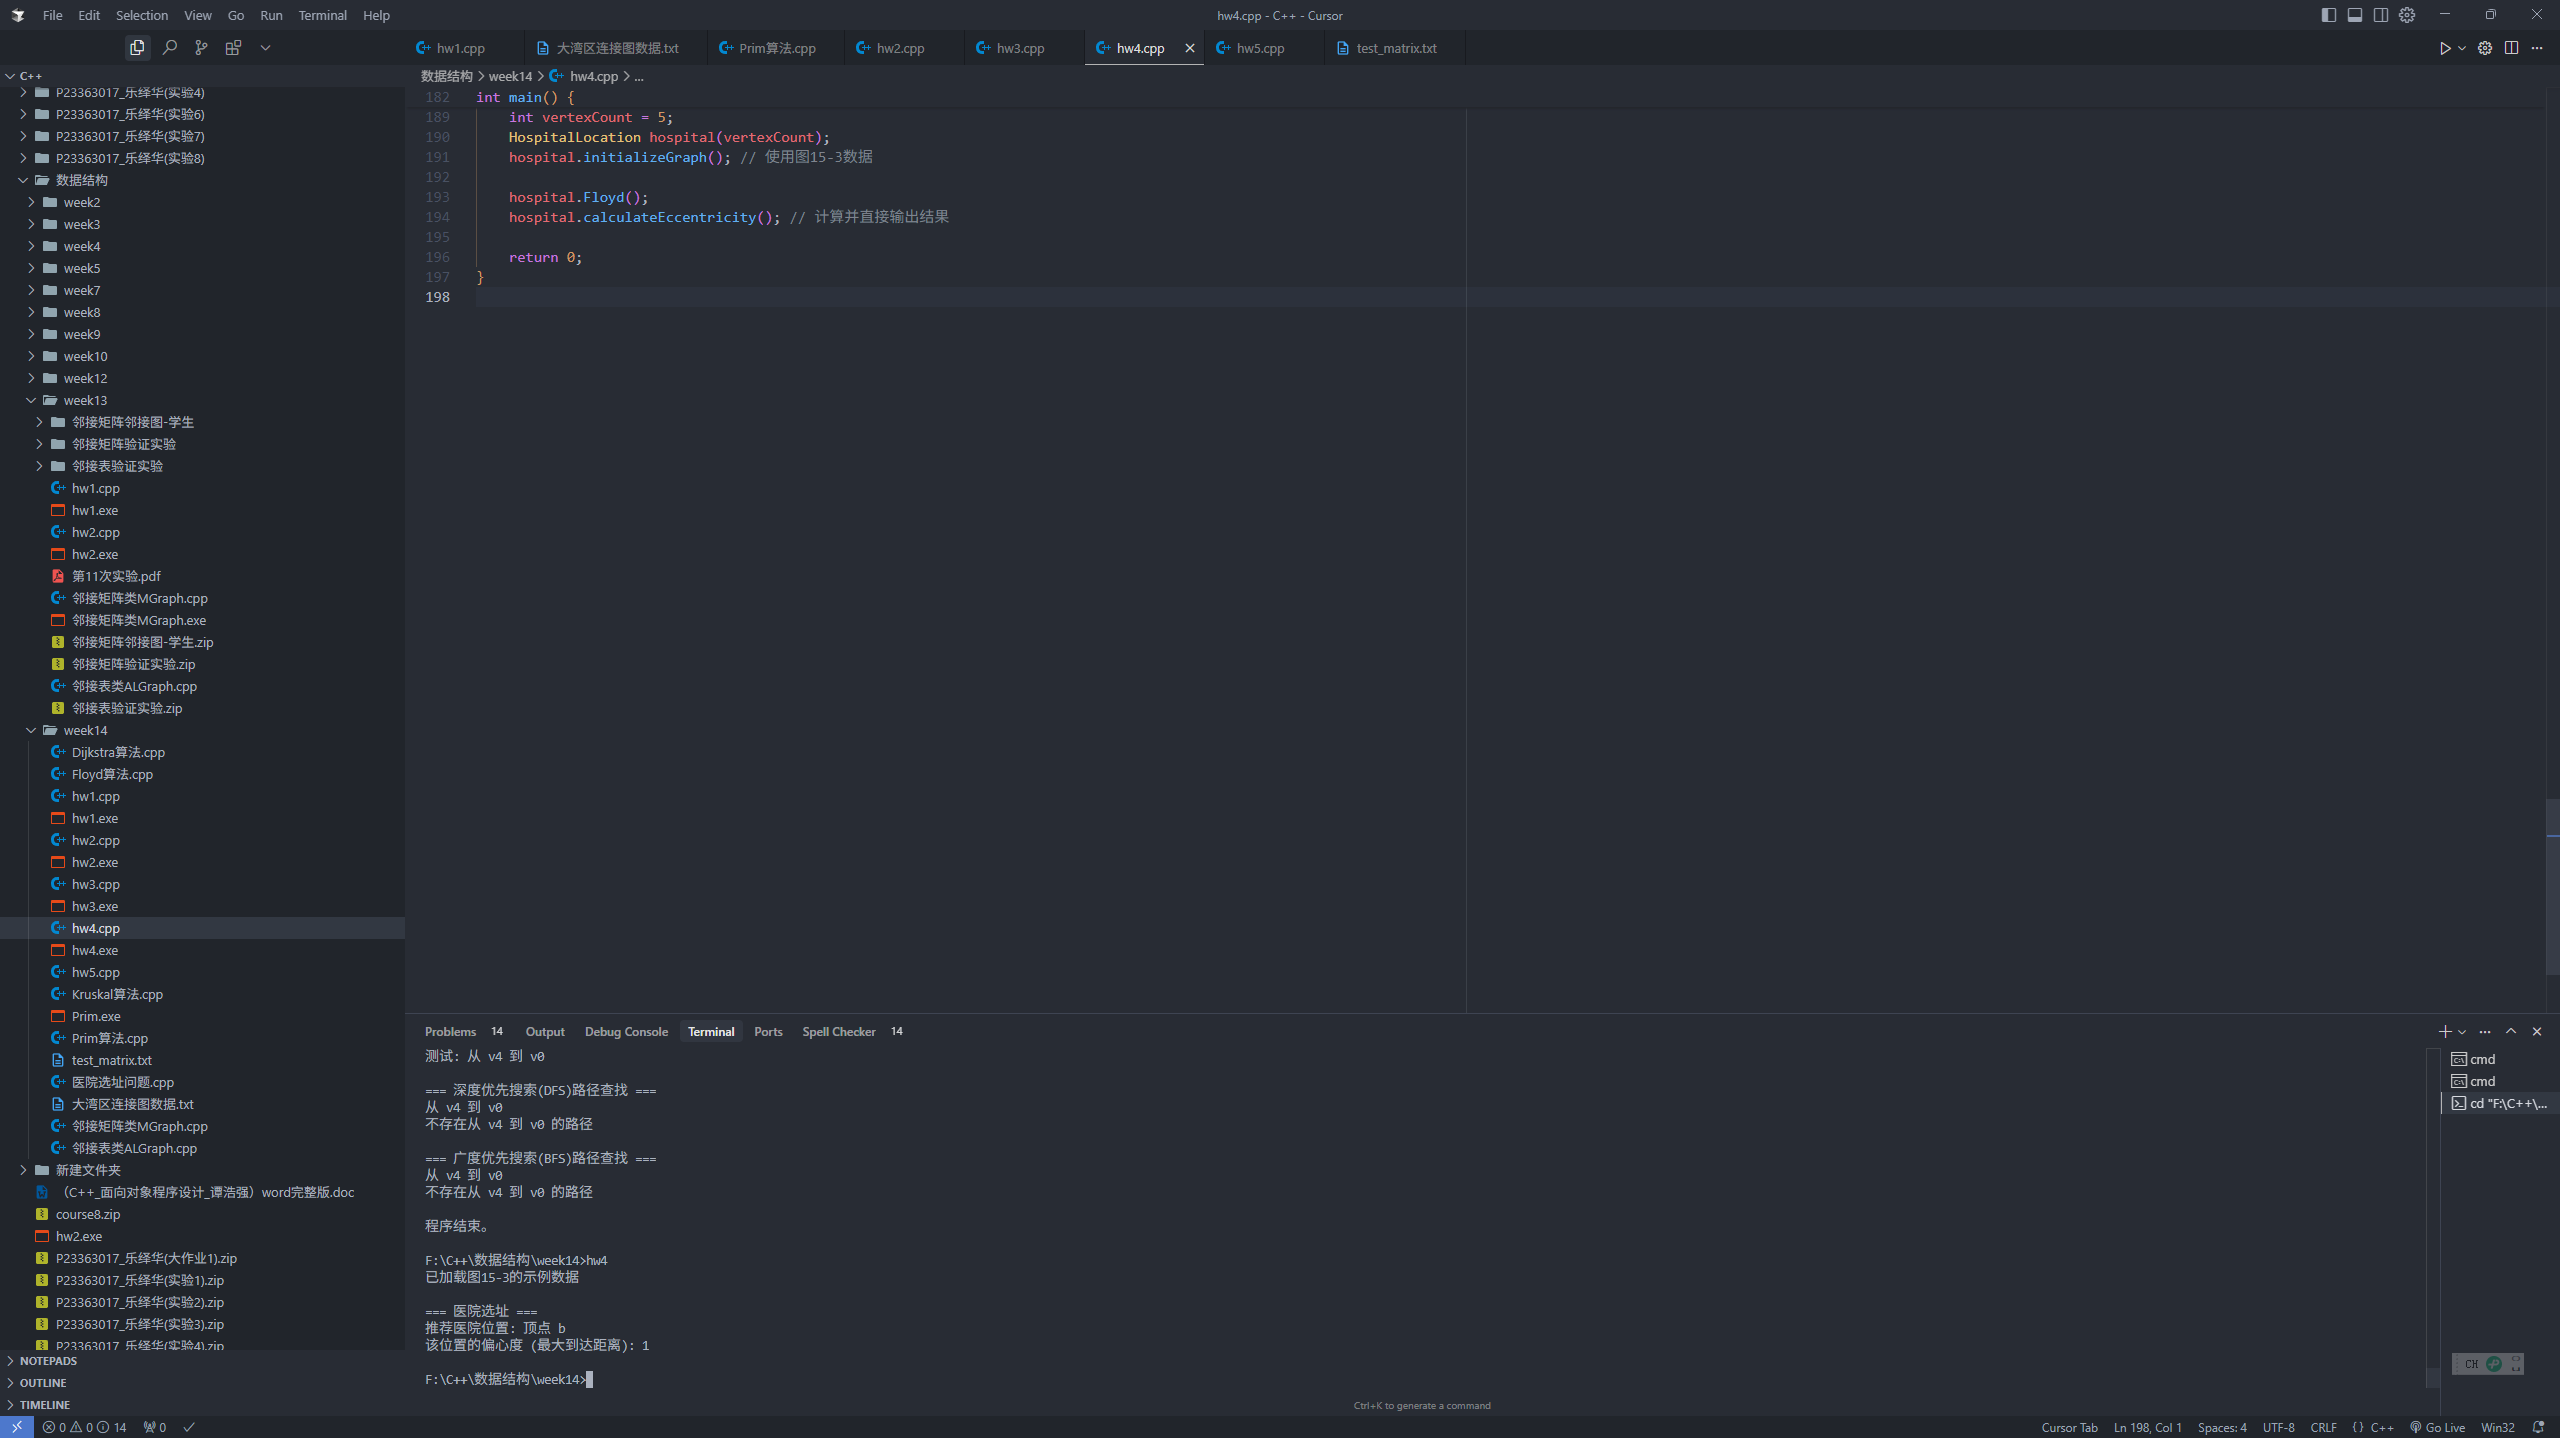 File Edit Selection View Go Run Terminal Help
hw4.cpp - C++ - Cursor
hw1.cpp 大湾区连接图数据.txt Prim算法.cpp hw2.cpp hw3.cpp hw4.cpp hw5.cpp test_matrix.txt
C++
P23363017_乐绎华(实验4)
P23363017_乐绎华(实验6)
P23363017_乐绎华(实验7)
P23363017_乐绎华(实验8)
数据结构
week2
week3
week4
week5
week7
week8
week9
week10
week12
week13
邻接矩阵邻接图-学生
邻接矩阵验证实验
邻接表验证实验
hw1.cpp
hw1.exe
hw2.cpp
hw2.exe
第11次实验.pdf
邻接矩阵类MGraph.cpp
邻接矩阵类MGraph.exe
邻接矩阵邻接图-学生.zip
邻接矩阵验证实验.zip
邻接表类ALGraph.cpp
邻接表验证实验.zip
week14
Dijkstra算法.cpp
Floyd算法.cpp
hw1.cpp
hw1.exe
hw2.cpp
hw2.exe
hw3.cpp
hw3.exe
hw4.cpp
hw4.exe
hw5.cpp
Kruskal算法.cpp
Prim.exe
Prim算法.cpp
test_matrix.txt
医院选址问题.cpp
大湾区连接图数据.txt
邻接矩阵类MGraph.cpp
邻接表类ALGraph.cpp
新建文件夹
（C++_面向对象程序设计_谭浩强）word完整版.doc
course8.zip
hw2.exe
P23363017_乐绎华(大作业1).zip
P23363017_乐绎华(实验1).zip
P23363017_乐绎华(实验2).zip
P23363017_乐绎华(实验3).zip
P23363017_乐绎华(实验4).zip
NOTEPADS
OUTLINE
TIMELINE
数据结构 > week14 > hw4.cpp > ...
182 int main() {
189 int vertexCount = 5;
190 HospitalLocation hospital(vertexCount);
191 hospital.initializeGraph(); // 使用图15-3数据
192
193 hospital.Floyd();
194 hospital.calculateEccentricity(); // 计算并直接输出结果
195
196 return 0;
197 }
198
Problems 14 Output Debug Console Terminal Ports Spell Checker 14
测试: 从 v4 到 v0
=== 深度优先搜索(DFS)路径查找 ===
从 v4 到 v0
不存在从 v4 到 v0 的路径
=== 广度优先搜索(BFS)路径查找 ===
从 v4 到 v0
不存在从 v4 到 v0 的路径
程序结束。
F:\C++\数据结构\week14>hw4
已加载图15-3的示例数据
=== 医院选址 ===
推荐医院位置: 顶点 b
该位置的偏心度 (最大到达距离): 1
F:\C++\数据结构\week14>
cmd
cmd
cd "F:\C++\...
CH
Ctrl+K to generate a command
0 0 14 0
Cursor Tab Ln 198, Col 1 Spaces: 4 UTF-8 CRLF {} C++ Go Live Win32